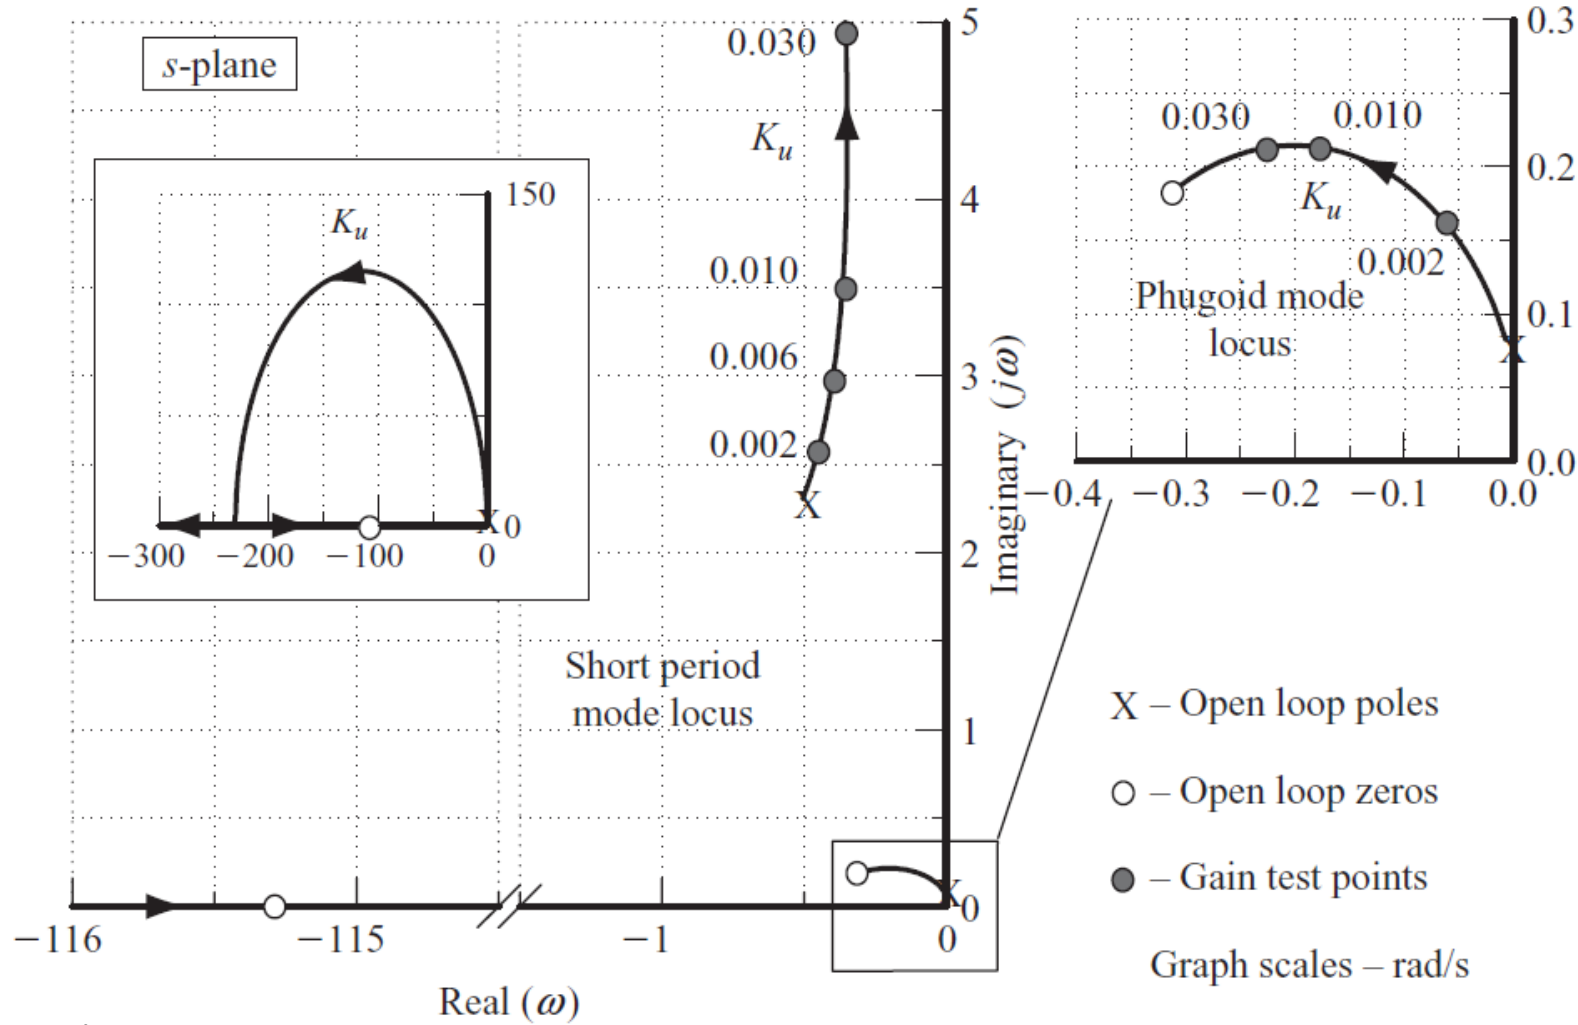 s-plane
0.030
K_u
0.010
0.006
0.002
5
4
3
2
1
0
Imaginary (jω)
Short period
mode locus
−116
−115
−1
0
Real (ω)
K_u
150
0
−300
−200
−100
0
0.3
0.2
0.1
0.0
0.030
0.010
K_u
0.002
Phugoid mode
locus
−0.4
−0.3
−0.2
−0.1
0.0
X – Open loop poles
– Open loop zeros
– Gain test points
Graph scales – rad/s